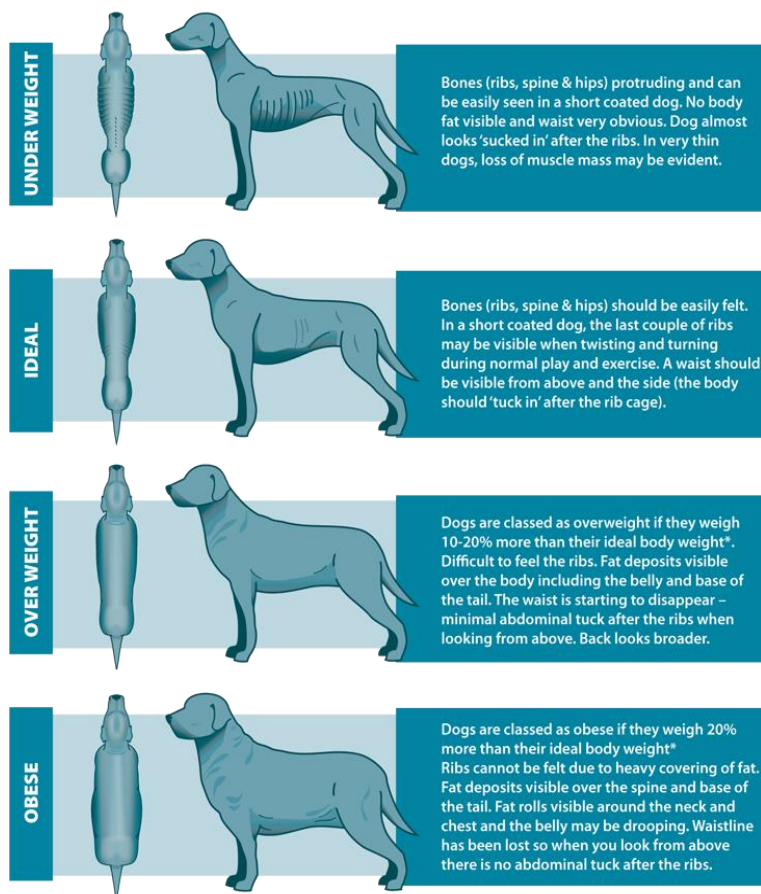 UNDER WEIGHT
Bones (ribs, spine & hips) protruding and can
be easily seen in a short coated dog. No body
fat visible and waist very obvious. Dog almost
looks ‘sucked in’ after the ribs. In very thin
dogs, loss of muscle mass may be evident.
IDEAL
Bones (ribs, spine & hips) should be easily felt.
In a short coated dog, the last couple of ribs
may be visible when twisting and turning
during normal play and exercise. A waist should
be visible from above and the side (the body
should ‘tuck in’ after the rib cage).
OVER WEIGHT
Dogs are classed as overweight if they weigh
10-20% more than their ideal body weight*.
Difficult to feel the ribs. Fat deposits visible
over the body including the belly and base of
the tail. The waist is starting to disappear –
minimal abdominal tuck after the ribs when
looking from above. Back looks broader.
OBESE
Dogs are classed as obese if they weigh 20%
more than their ideal body weight*
Ribs cannot be felt due to heavy covering of fat.
Fat deposits visible over the spine and base of
the tail. Fat rolls visible around the neck and
chest and the belly may be drooping. Waistline
has been lost so when you look from above
there is no abdominal tuck after the ribs.